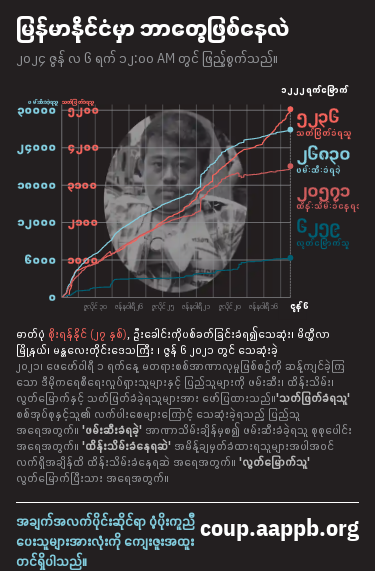 မြန်မာနိုင်ငံမှာ ဘာတွေဖြစ်နေလဲ
၂၀၂၄ ဇွန် လ ၆ ရက် ၁၂:၀၀ AM တွင် ဖြည့်စွက်သည်။
၁၂၂၂ ရက်မြောက်
ဖမ်းဆီးခံရသူ သတ်ဖြတ်ခံရသူ
၃၀၀၀၀ ၅၂၀၀
၂၄၀၀၀ ၄၂၀၀
၁၈၀၀၀
၁၂၀၀၀
၆၀၀၀
၀
၅၂၃၆
သတ်ဖြတ်ခံရသူ
၂၆၈၃၀
ဖမ်းဆီးခံရခဲ့
၂၀၅၇၁
ထိန်းသိမ်းခံနေရ
၆၂၅၉
လွတ်မြောက်သူ
ဇွန် ၆
ဓာတ်ပုံ စိုးရန်နိုင် (၂၇ နှစ်), ဦးခေါင်းကိုပစ်ခတ်ခြင်းခံရ၍သေဆုံး၊ မိတ္ထီလာ
မြို့နယ်၊ မန္တလေးတိုင်းဒေသကြီး ၊ ဇွန် ၆ ၂၀၂၁ တွင် သေဆုံးခဲ့
၂၀၂၁၊ ဖေဖော်ဝါရီ ၁ ရက်နေ့ မတရားစစ်အာဏာလုမှုဖြစ်စဥ်ကို ဆန့်ကျင်ခဲ့ကြ
သော ဒီမိုကရေစီရေးလှုပ်ရှားသူများနှင့် ပြည်သူများကို ဖမ်းဆီး၊ ထိန်းသိမ်း၊
လွတ်မြောက်နှင့် သတ်ဖြတ်ခံခဲ့ရသူများအား ဖော်ပြထားသည်။'သတ်ဖြတ်ခံရသူ'
စစ်အုပ်စုနှင့်သူ၏ လက်ပါးစေများကြောင့် သေဆုံးခဲ့ရသည့် ပြည်သူ
အရေအတွက်။ 'ဖမ်းဆီးခံရခဲ့' အာဏာသိမ်းချိန်မှစ၍ ဖမ်းဆီးခံခဲ့ရသူ စုစုပေါင်း
အရေအတွက်။ 'ထိန်းသိမ်းခံနေရဆဲ' အမိန့်ချမှတ်ခံထားရသူများအပါအဝင်
လက်ရှိအချိန်ထိ ထိန်းသိမ်းခံနေရဆဲ အရေအတွက်။ 'လွတ်မြောက်သူ'
လွတ်မြောက်ပြီးသား အရေအတွက်။
အချက်အလက်ပိုင်းဆိုင်ရာ ပံ့ပိုးကူညီ
ပေးသူများအားလုံးကို ကျေးဇူးအထူး
တင်ရှိပါသည်။
coup.aappb.org